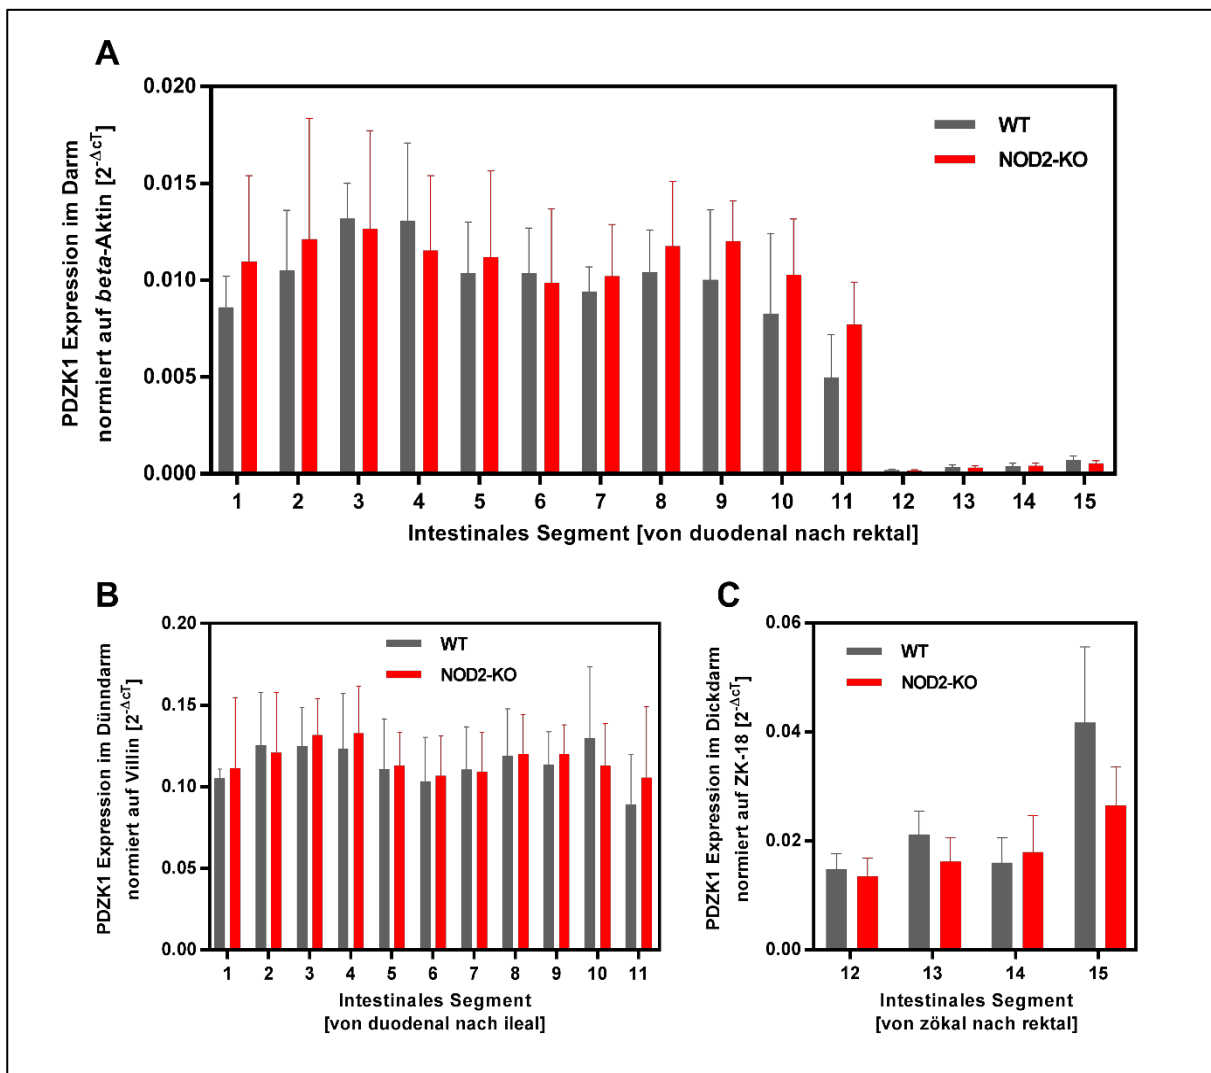 A
PDZK1 Expression im Darm
normiert auf beta-Aktin [2^-ΔcT]
0.020
0.015
0.010
0.005
0.000
WT
NOD2-KO
1 2 3 4 5 6 7 8 9 10 11 12 13 14 15
Intestinales Segment [von duodenal nach rektal]
B
PDZK1 Expression im Dünndarm
normiert auf Villin [2^-ΔcT]
0.20
0.15
0.10
0.05
0.00
WT
NOD2-KO
1 2 3 4 5 6 7 8 9 10 11
Intestinales Segment
[von duodenal nach ileal]
C
PDZK1 Expression im Dickdarm
normiert auf ZK-18 [2^-ΔcT]
0.06
0.04
0.02
0.00
WT
NOD2-KO
12 13 14 15
Intestinales Segment
[von zökal nach rektal]